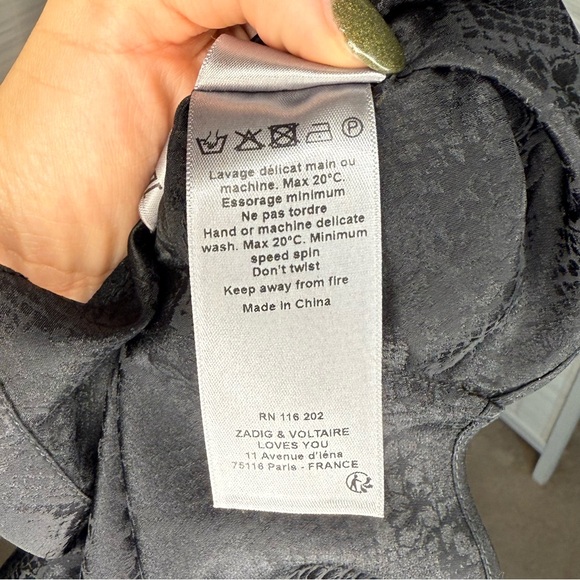 P
Lavage délicat main ou
machine. Max 20°C.
Essorage minimum
Ne pas tordre
Hand or machine delicate
wash. Max 20°C. Minimum
speed spin
Don't twist
Keep away from fire
Made in China
RN 116 202
ZADIG & VOLTAIRE
LOVES YOU
11 Avenue d'iéna
75116 Paris - FRANCE